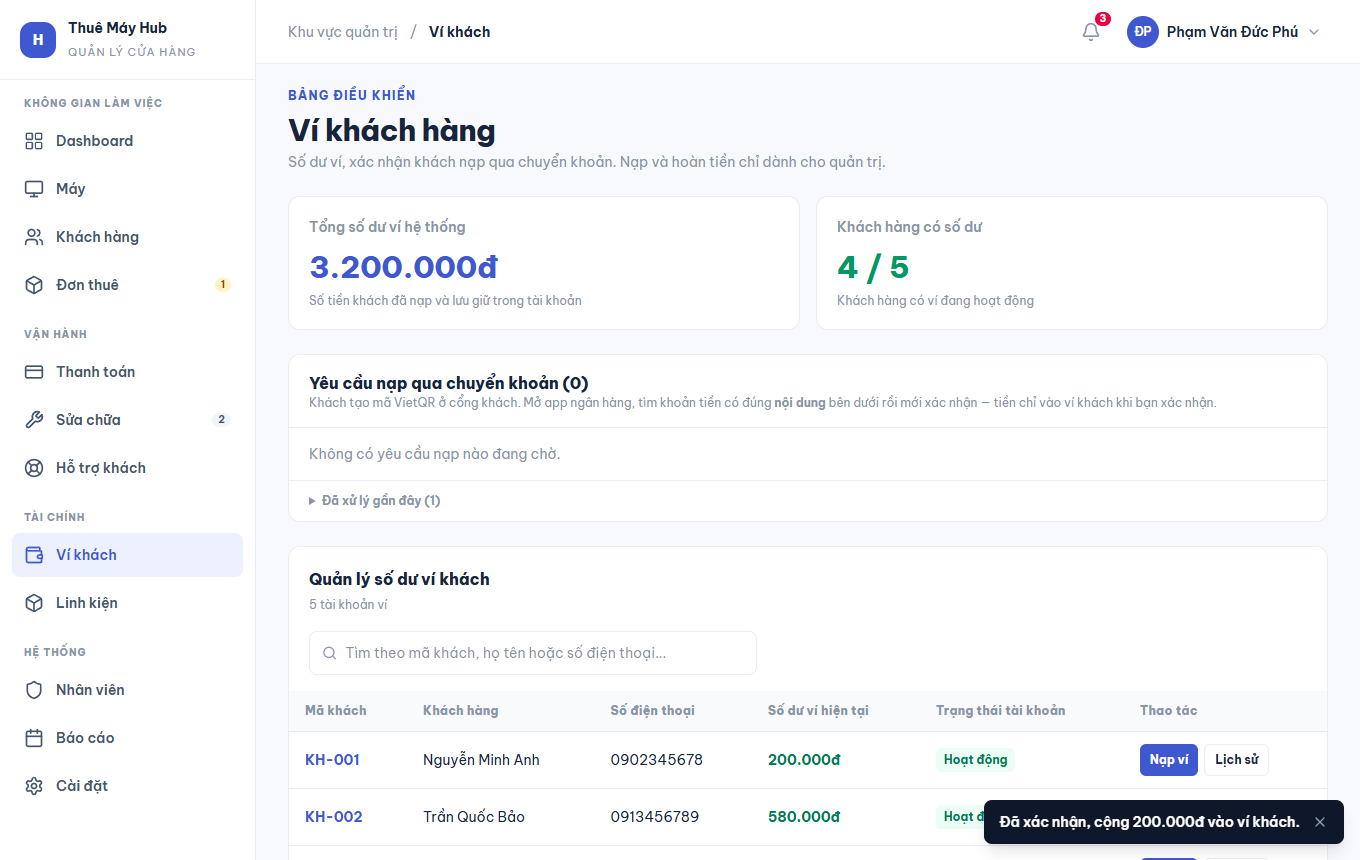 H
Thuê Máy Hub
QUẢN LÝ CỬA HÀNG
Khu vực quản trị / Ví khách
3
ĐP
Phạm Văn Đức Phú
KHÔNG GIAN LÀM VIỆC
Dashboard
Máy
Khách hàng
Đơn thuê 1
VẬN HÀNH
Thanh toán
Sửa chữa 2
Hỗ trợ khách
TÀI CHÍNH
Ví khách
Linh kiện
HỆ THỐNG
Nhân viên
Báo cáo
Cài đặt
BẢNG ĐIỀU KHIỂN
Ví khách hàng
Số dư ví, xác nhận khách nạp qua chuyển khoản. Nạp và hoàn tiền chỉ dành cho quản trị.
Tổng số dư ví hệ thống
3.200.000đ
Số tiền khách đã nạp và lưu giữ trong tài khoản
Khách hàng có số dư
4 / 5
Khách hàng có ví đang hoạt động
Yêu cầu nạp qua chuyển khoản (0)
Khách tạo mã VietQR ở cổng khách. Mở app ngân hàng, tìm khoản tiền có đúng nội dung bên dưới rồi mới xác nhận — tiền chỉ vào ví khách khi bạn xác nhận.
Không có yêu cầu nạp nào đang chờ.
Đã xử lý gần đây (1)
Quản lý số dư ví khách
5 tài khoản ví
Tìm theo mã khách, họ tên hoặc số điện thoại...
Mã khách Khách hàng Số điện thoại Số dư ví hiện tại Trạng thái tài khoản Thao tác
KH-001 Nguyễn Minh Anh 0902345678 200.000đ Hoạt động Nạp ví Lịch sử
KH-002 Trần Quốc Bảo 0913456789 580.000đ Hoạt
Đã xác nhận, cộng 200.000đ vào ví khách.